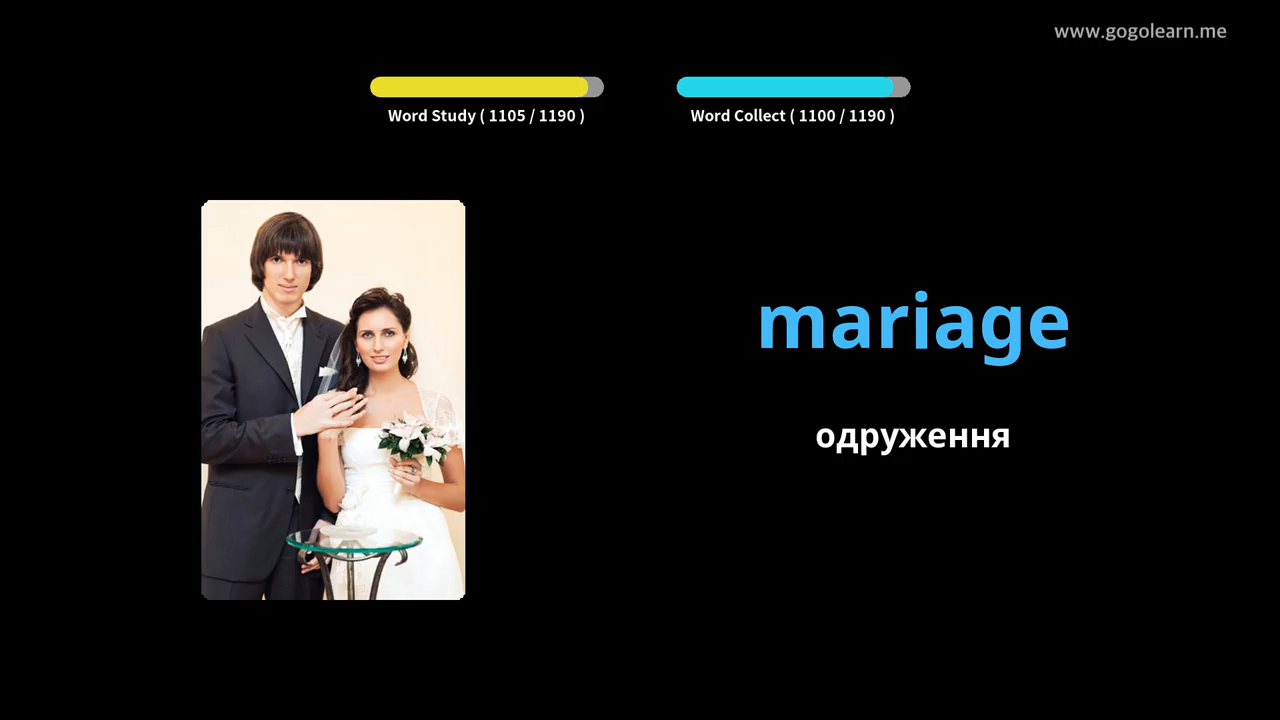 www.gogolearn.me
Word Study ( 1105 / 1190 )
Word Collect ( 1100 / 1190 )
mariage
одруження